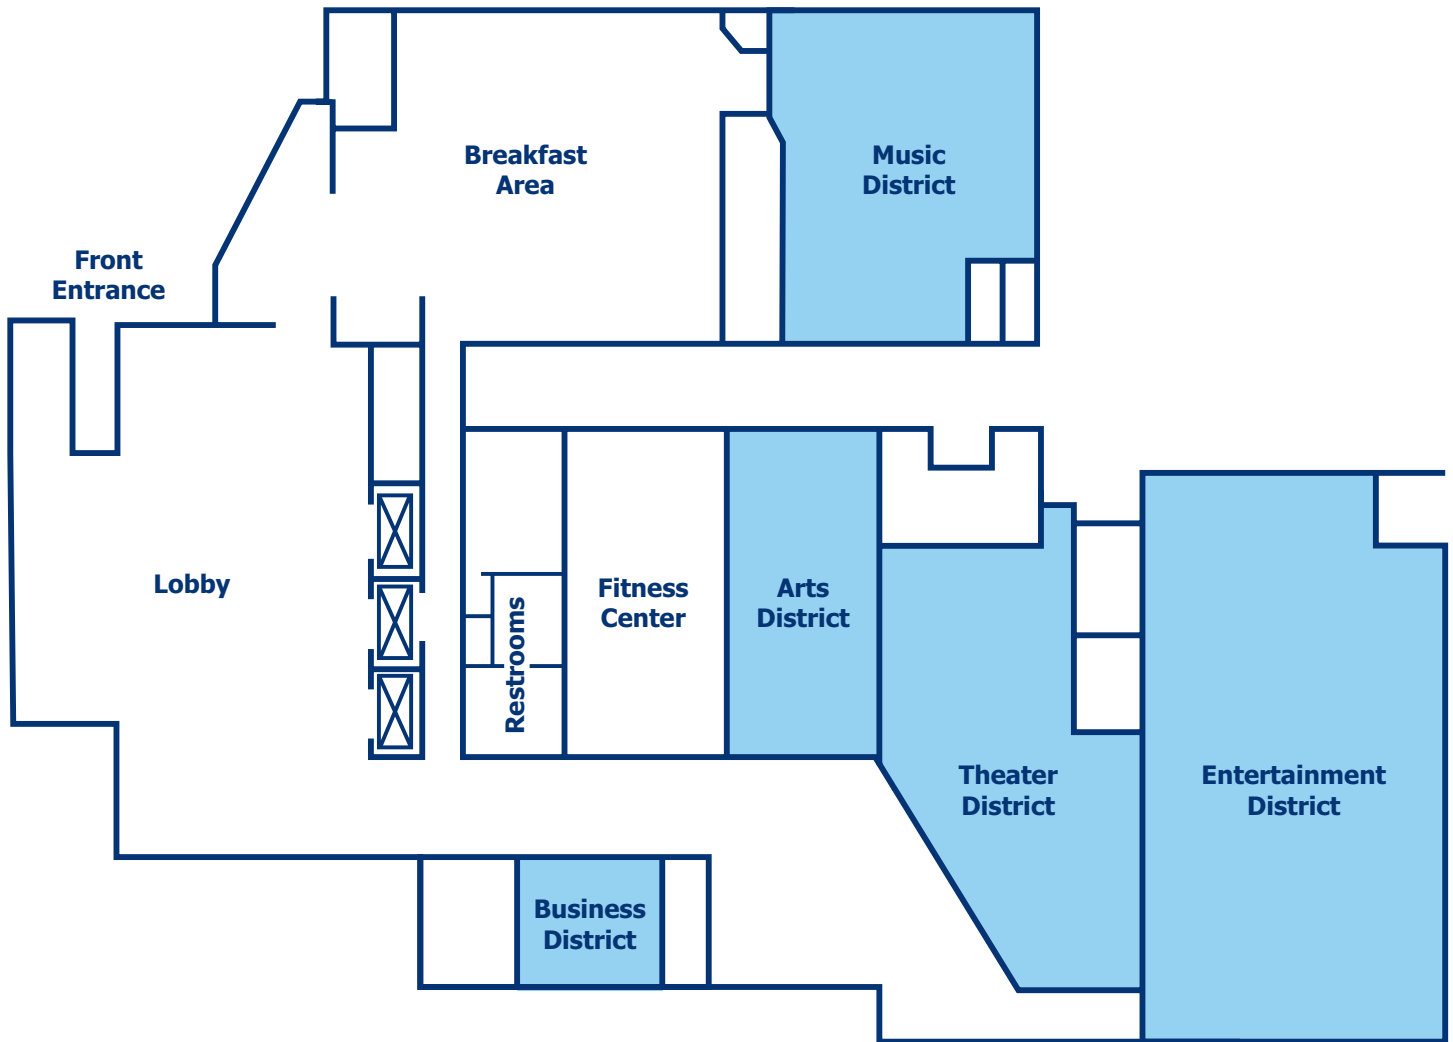 Breakfast
Area
Music
District
Front
Entrance
Lobby
Restrooms
Fitness
Center
Arts
District
Theater
District
Entertainment
District
Business
District